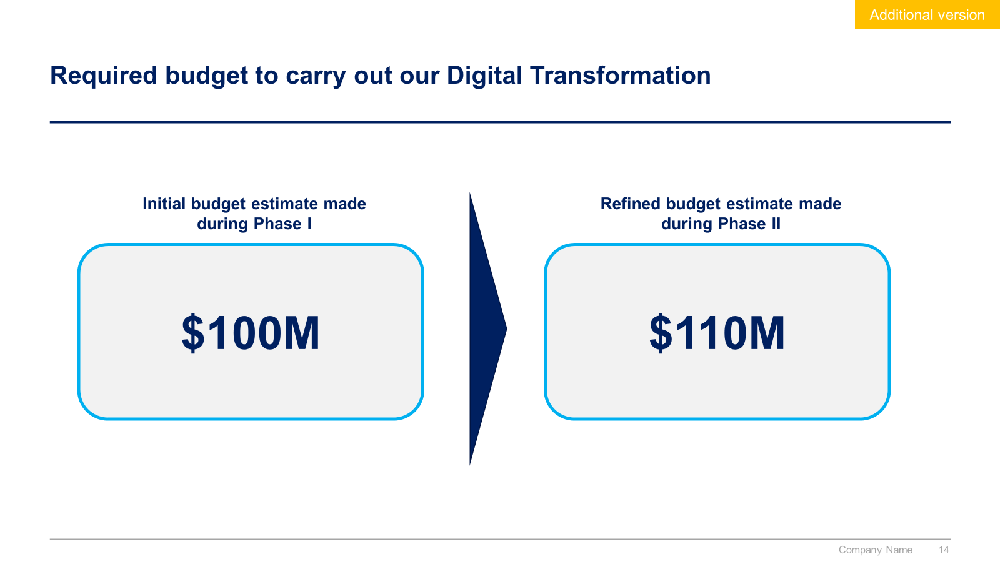 Additional version
Required budget to carry out our Digital Transformation
Initial budget estimate made
during Phase I
$100M
Refined budget estimate made
during Phase II
$110M
Company Name 14